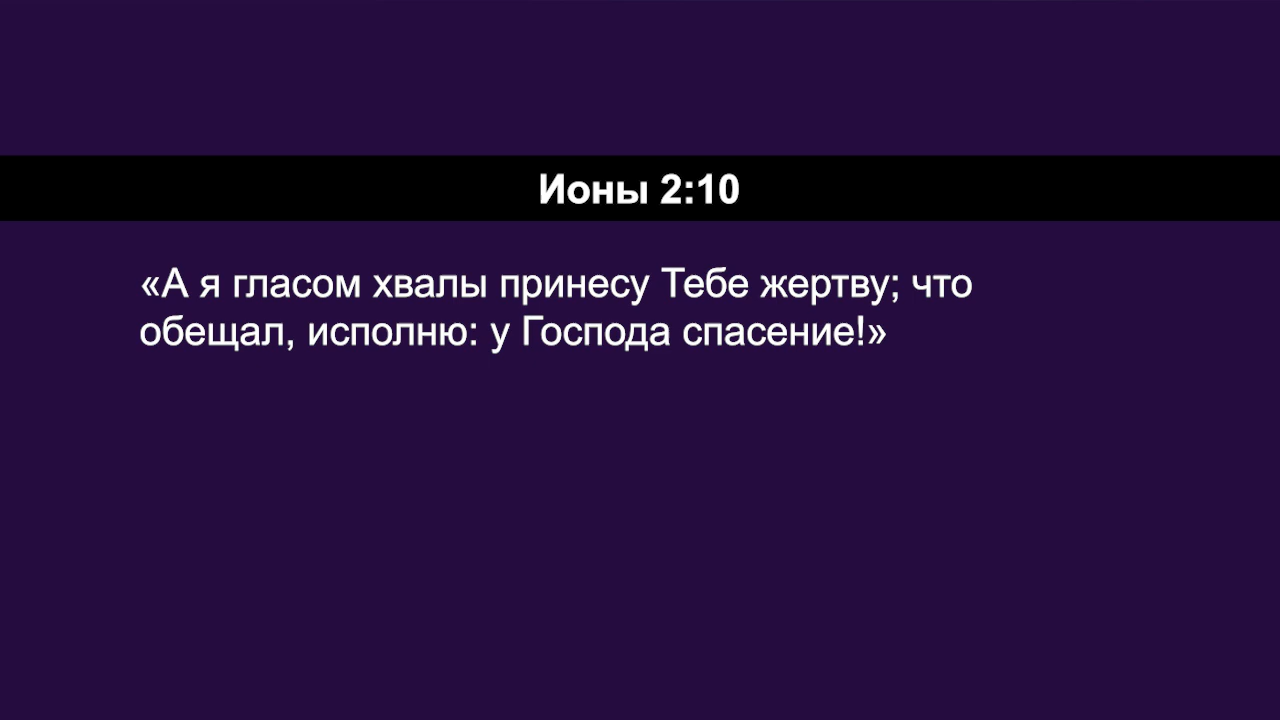 Ионы 2:10
«А я гласом хвалы принесу Тебе жертву; что
обещал, исполню: у Господа спасение!»